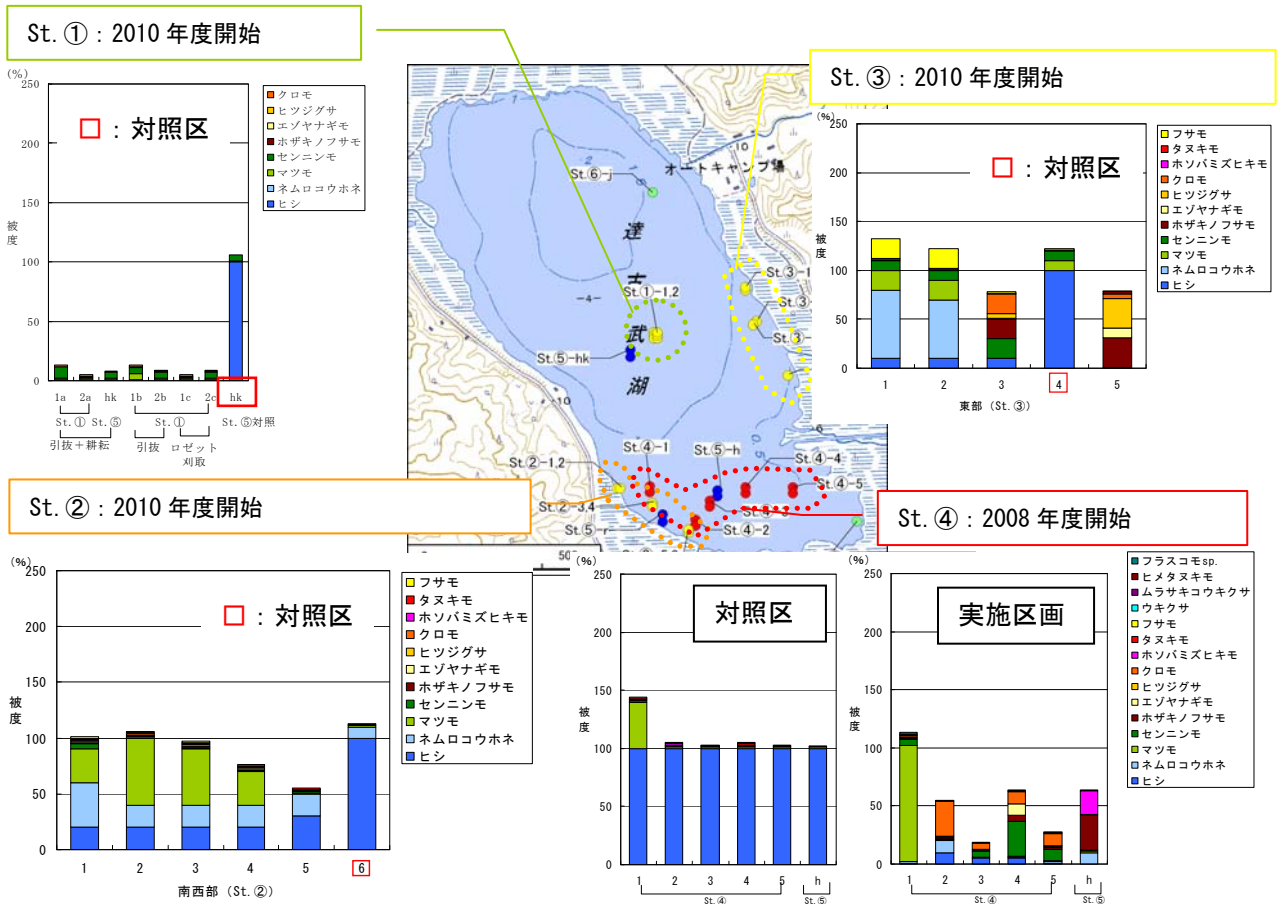 St.①：2010 年度開始
(%)
250
200
150
100
50
0
被度
クロモ
ヒツジグサ
エゾヤナギモ
ホザキノフサモ
センニンモ
マツモ
ネムロコウホネ
ヒシ
□：対照区
1a 2a hk 1b 2b 1c 2c hk
St.① St.⑤ St.① St.⑤対照
引抜＋耕耘 引抜 ロゼット
刈取
オートキャンプ場
St.⑥-j
達古武湖
1
2
1
-4-
10
10
0.5
St.①-1,2
St.⑤-hk
St.③-1
St.③-
St.③-
St.④-1
St.⑤-h
St.④-4
St.②-1,2
St.④-5
St.②-3,4
St.⑤-r
St.④-2
0
500
St.③：2010 年度開始
(%)
250
200
150
100
50
0
被度
□：対照区
フサモ
タヌキモ
ホソバミズヒキモ
クロモ
ヒツジグサ
エゾヤナギモ
ホザキノフサモ
センニンモ
マツモ
ネムロコウホネ
ヒシ
1 2 3 4 5
東部（St.③）
St.②：2010 年度開始
(%)
250
200
150
100
50
0
被度
□：対照区
フサモ
タヌキモ
ホソバミズヒキモ
クロモ
ヒツジグサ
エゾヤナギモ
ホザキノフサモ
センニンモ
マツモ
ネムロコウホネ
ヒシ
1 2 3 4 5 6
南西部（St.②）
St.④：2008 年度開始
(%)
250
200
150
100
50
0
被度
対照区
1 2 3 4 5 h
St.④ St.⑤
(%)
250
200
150
100
50
0
被度
実施区画
フラスコモsp.
ヒメタヌキモ
ムラサキコウキクサ
ウキクサ
フサモ
タヌキモ
ホソバミズヒキモ
クロモ
ヒツジグサ
エゾヤナギモ
ホザキノフサモ
センニンモ
マツモ
ネムロコウホネ
ヒシ
1 2 3 4 5 h
St.④ St.⑤